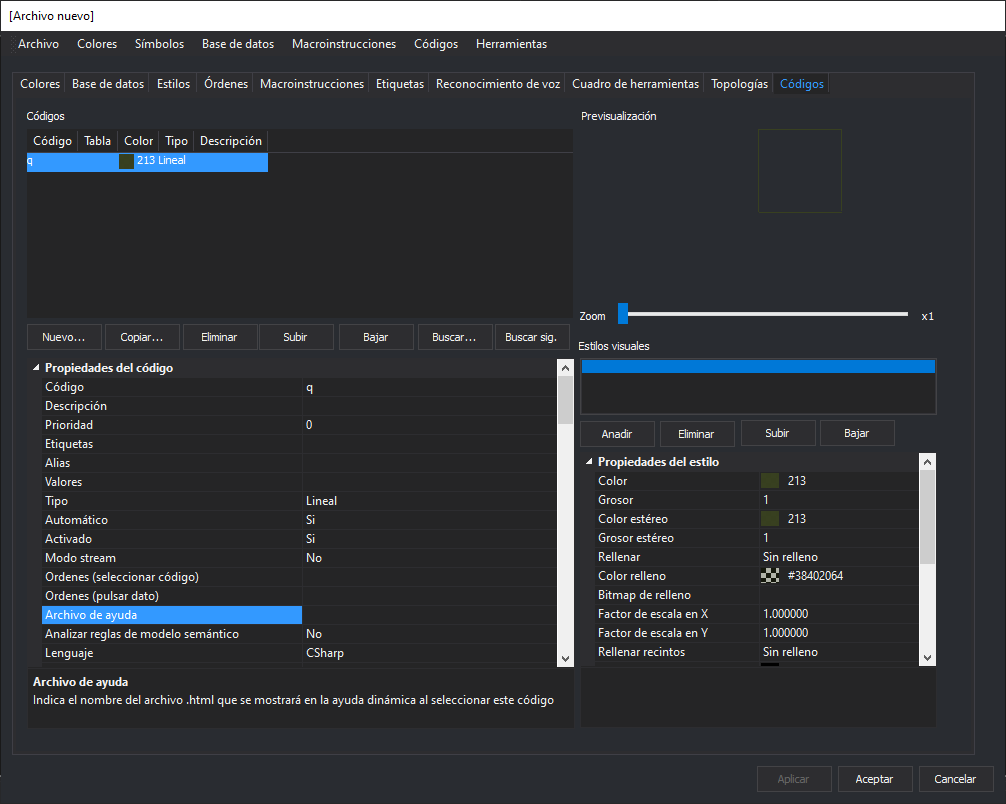 [Archivo nuevo]
Archivo Colores Símbolos Base de datos Macroinstrucciones Códigos Herramientas
Colores Base de datos Estilos Órdenes Macroinstrucciones Etiquetas Reconocimiento de voz Cuadro de herramientas Topologías Códigos
Códigos
Código Tabla Color Tipo Descripción
q 213 Lineal
Nuevo... Copiar... Eliminar Subir Bajar Buscar... Buscar sig.
Propiedades del código
Código q
Descripción
Prioridad 0
Etiquetas
Alias
Valores
Tipo Lineal
Automático Si
Activado Si
Modo stream No
Ordenes (seleccionar código)
Ordenes (pulsar dato)
Archivo de ayuda
Analizar reglas de modelo semántico No
Lenguaje CSharp
Archivo de ayuda
Indica el nombre del archivo .html que se mostrará en la ayuda dinámica al seleccionar este código
Previsualización
Zoom x1
Estilos visuales
Anadir Eliminar Subir Bajar
Propiedades del estilo
Color 213
Grosor 1
Color estéreo 213
Grosor estéreo 1
Rellenar Sin relleno
Color relleno #38402064
Bitmap de relleno
Factor de escala en X 1.000000
Factor de escala en Y 1.000000
Rellenar recintos Sin relleno
Aplicar Aceptar Cancelar